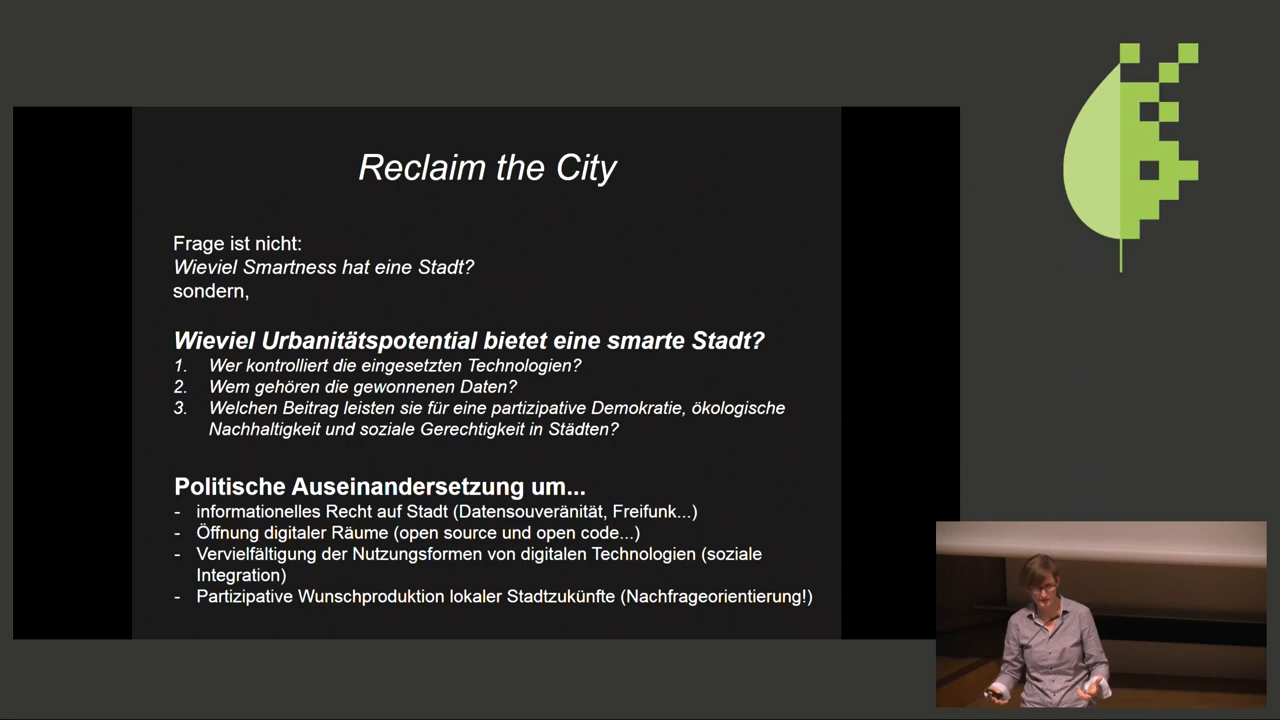 Reclaim the City
Frage ist nicht:
Wieviel Smartness hat eine Stadt?
sondern,
Wieviel Urbanitätspotential bietet eine smarte Stadt?
1. Wer kontrolliert die eingesetzten Technologien?
2. Wem gehören die gewonnenen Daten?
3. Welchen Beitrag leisten sie für eine partizipative Demokratie, ökologische
Nachhaltigkeit und soziale Gerechtigkeit in Städten?
Politische Auseinandersetzung um...
- informationelles Recht auf Stadt (Datensouveränität, Freifunk...)
- Öffnung digitaler Räume (open source und open code...)
- Vervielfältigung der Nutzungsformen von digitalen Technologien (soziale
Integration)
- Partizipative Wunschproduktion lokaler Stadtzukünfte (Nachfrageorientierung!)